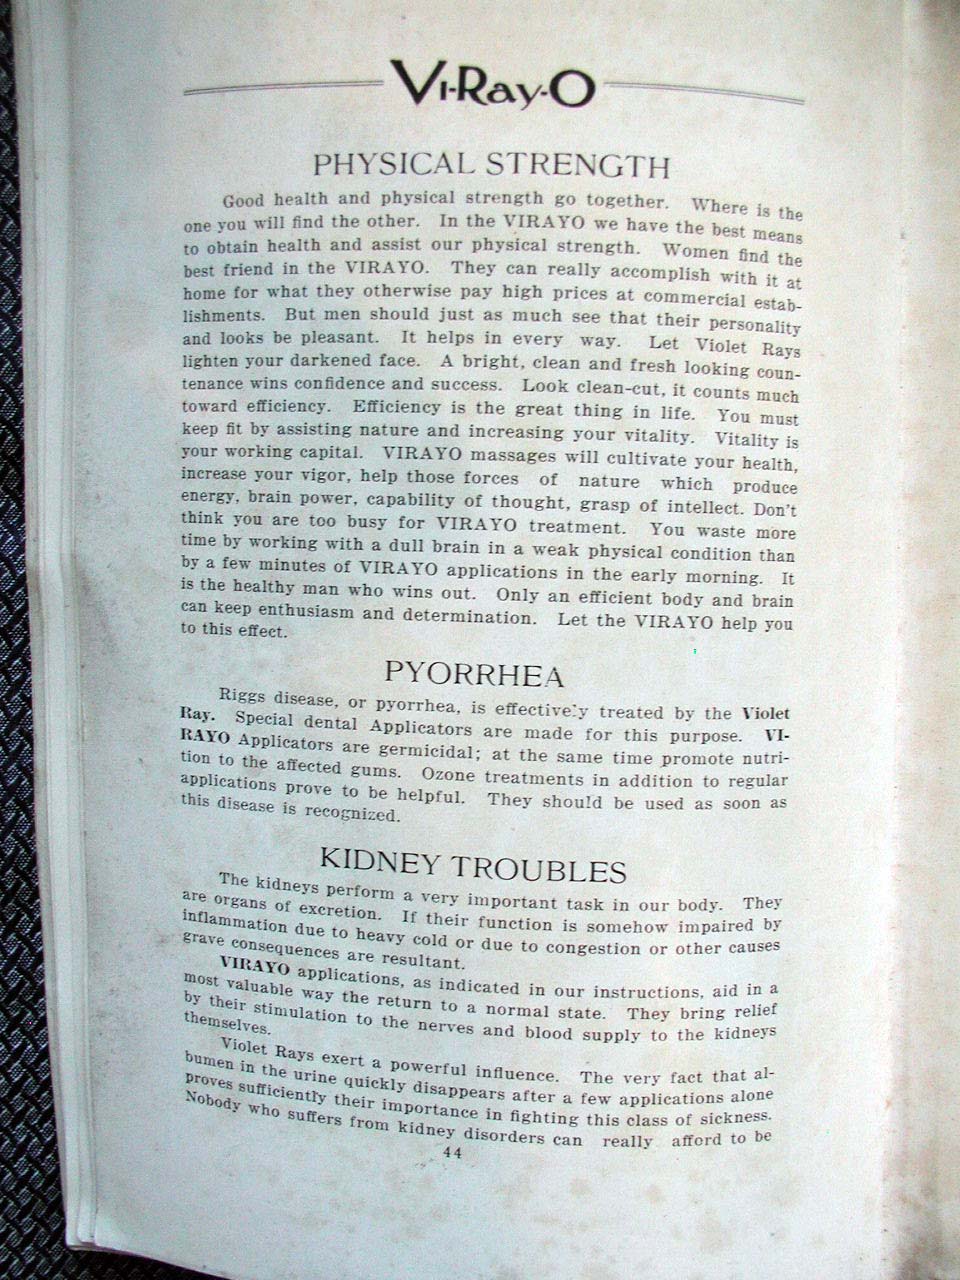 Vi-Ray-O
PHYSICAL STRENGTH
Good health and physical strength go together. Where is the
one you will find the other. In the VIRAYO we have the best means
to obtain health and assist our physical strength. Women find the
best friend in the VIRAYO. They can really accomplish with it at
home for what they otherwise pay high prices at commercial estab-
lishments. But men should just as much see that their personality
and looks be pleasant. It helps in every way. Let Violet Rays
lighten your darkened face. A bright, clean and fresh looking coun-
tenance wins confidence and success. Look clean-cut, it counts much
toward efficiency. Efficiency is the great thing in life. You must
keep fit by assisting nature and increasing your vitality. Vitality is
your working capital. VIRAYO massages will cultivate your health,
increase your vigor, help those forces of nature which produce
energy, brain power, capability of thought, grasp of intellect. Don't
think you are too busy for VIRAYO treatment. You waste more
time by working with a dull brain in a weak physical condition than
by a few minutes of VIRAYO applications in the early morning. It
is the healthy man who wins out. Only an efficient body and brain
can keep enthusiasm and determination. Let the VIRAYO help you
to this effect.
PYORRHEA
Riggs disease, or pyorrhea, is effectively treated by the Violet
Ray. Special dental Applicators are made for this purpose. VI-
RAYO Applicators are germicidal; at the same time promote nutri-
tion to the affected gums. Ozone treatments in addition to regular
applications prove to be helpful. They should be used as soon as
this disease is recognized.
KIDNEY TROUBLES
The kidneys perform a very important task in our body. They
are organs of excretion. If their function is somehow impaired by
inflammation due to heavy cold or due to congestion or other causes
grave consequences are resultant.
VIRAYO applications, as indicated in our instructions, aid in a
most valuable way the return to a normal state. They bring relief
by their stimulation to the nerves and blood supply to the kidneys
themselves.
Violet Rays exert a powerful influence. The very fact that al-
bumen in the urine quickly disappears after a few applications alone
proves sufficiently their importance in fighting this class of sickness.
Nobody who suffers from kidney disorders can really afford to be
44